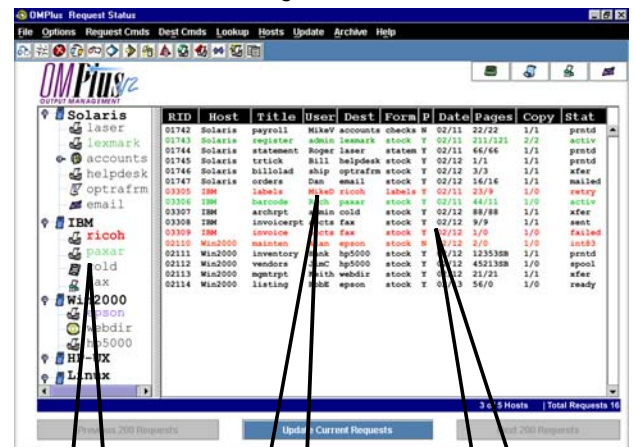 OMPlus Request Status
File Options Request Cmds Dest Cmds Lookup Hosts Update Archive Help
OMPlus/2
OUTPUT MANAGEMENT
Solaris
laser
lexmark
accounts
helpdesk
optrafrm
email
IBM
ricoh
paxar
Win2000
webdir
hp5000
HP-UX
Linux
RID Host Title User Dest Form P Date Pages Copy Stat
01742 Solaris payroll MikeV accounts checks N 02/11 22/22 1/1 prntd
01743 Solaris register admin lexmark stock Y 02/11 211/121 2/2 activ
01744 Solaris statement Roger laser statem Y 02/11 66/66 1/1 prntd
01745 Solaris trtick Bill helpdesk stock Y 02/12 1/1 1/1 prntd
01746 Solaris billolad ship optrafrm stock Y 02/12 3/3 1/1 xfer
01747 Solaris orders Dan email stock Y 02/12 16/16 1/1 mailed
03305 IBM labels MikeD ricoh labels Y 02/11 23/9 1/0 retry
03306 IBM barcode paxar stock Y 02/11 44/11 1/0 activ
03307 IBM archrpt admin cold stock Y 02/12 88/88 1/1 xfer
03308 IBM invoicerpt fax stock Y 02/12 9/9 1/1 sent
03309 IBM invoice fax stock Y 02/12 1/0 1/0 failed
02110 Win2000 mainten epson stock N 02/12 2/0 1/0 int83
02111 Win2000 inventory hp5000 stock Y 02/12 12353SB 1/1 prntd
02112 Win2000 vendors hp5000 stock Y 02/12 45213SB 1/0 spool
02113 Win2000 mgmtrpt Keith webdir stock Y 02/12 21/21 1/1 xfer
02114 Win2000 listing epson stock Y 02/13 56/0 1/0 ready
3 of 5 Hosts | Total Requests 16
Previous 200 Requests
Update Current Requests
200 Requests